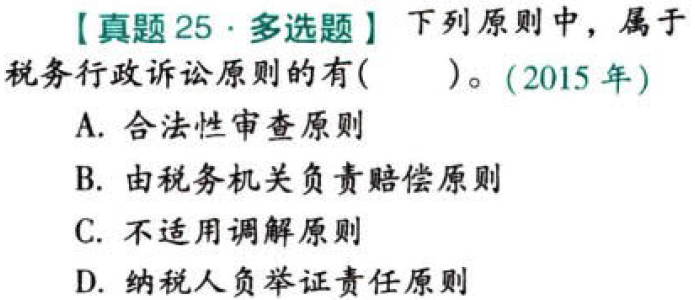 【真题 25 · 多选题】 下列原则中，属于
税务行政诉讼原则的有(    )。(2015 年)
A. 合法性审查原则
B. 由税务机关负责赔偿原则
C. 不适用调解原则
D. 纳税人负举证责任原则